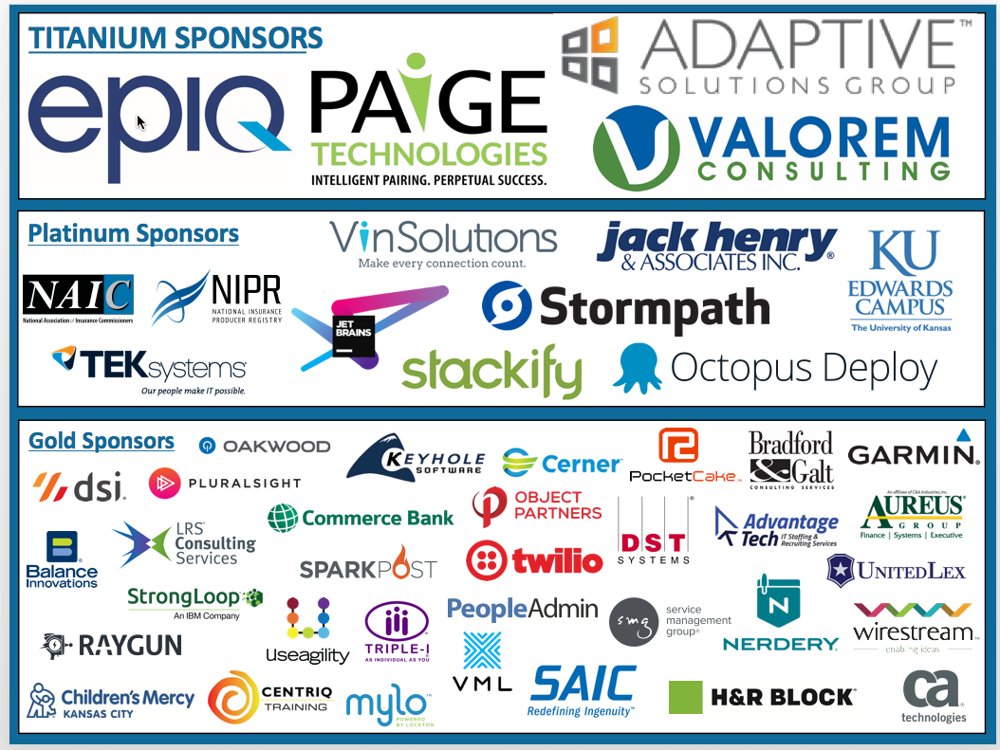 TITANIUM SPONSORS
epiq
PAiGE
TECHNOLOGIES
INTELLIGENT PAIRING. PERPETUAL SUCCESS.
ADAPTIVE™
SOLUTIONS GROUP
VALOREM
CONSULTING
Platinum Sponsors
VinSolutions
Make every connection count.
jack henry
& ASSOCIATES INC.®
KU
EDWARDS
CAMPUS
The University of Kansas
NAIC
National Association of Insurance Commissioners
NIPR
NATIONAL INSURANCE
PRODUCER REGISTRY
JET
BRAINS
Stormpath
TEKsystems
Our people make IT possible.
stackify
Octopus Deploy
Gold Sponsors
OAKWOOD
KEYHOLE
SOFTWARE
Cerner
PocketCake
Bradford
&Galt
CONSULTING SERVICES
GARMIN.
dsi
PLURALSIGHT
Commerce Bank
OBJECT
PARTNERS
DST
SYSTEMS
Advantage
Tech
IT Staffing &
Recruiting Services
An affiliate of C&A Industries, Inc.
AUREUS
GROUP
Finance | Systems | Executive
Balance
Innovations
LRS
Consulting
Services
SPARKPOST
twilio
UNITEDLEX
StrongLoop
An IBM Company
Useagility
TRIPLE-I
AS INDIVIDUAL AS YOU
PeopleAdmin
smg
service
management
group®
N
NERDERY.
wirestream
enabling ideas
RAYGUN
VML
Children's Mercy
KANSAS CITY
CENTRIQ
TRAINING
mylo™
POWERED
BY LOCKTON
SAIC
Redefining Ingenuity™
H&R BLOCK®
ca
technologies